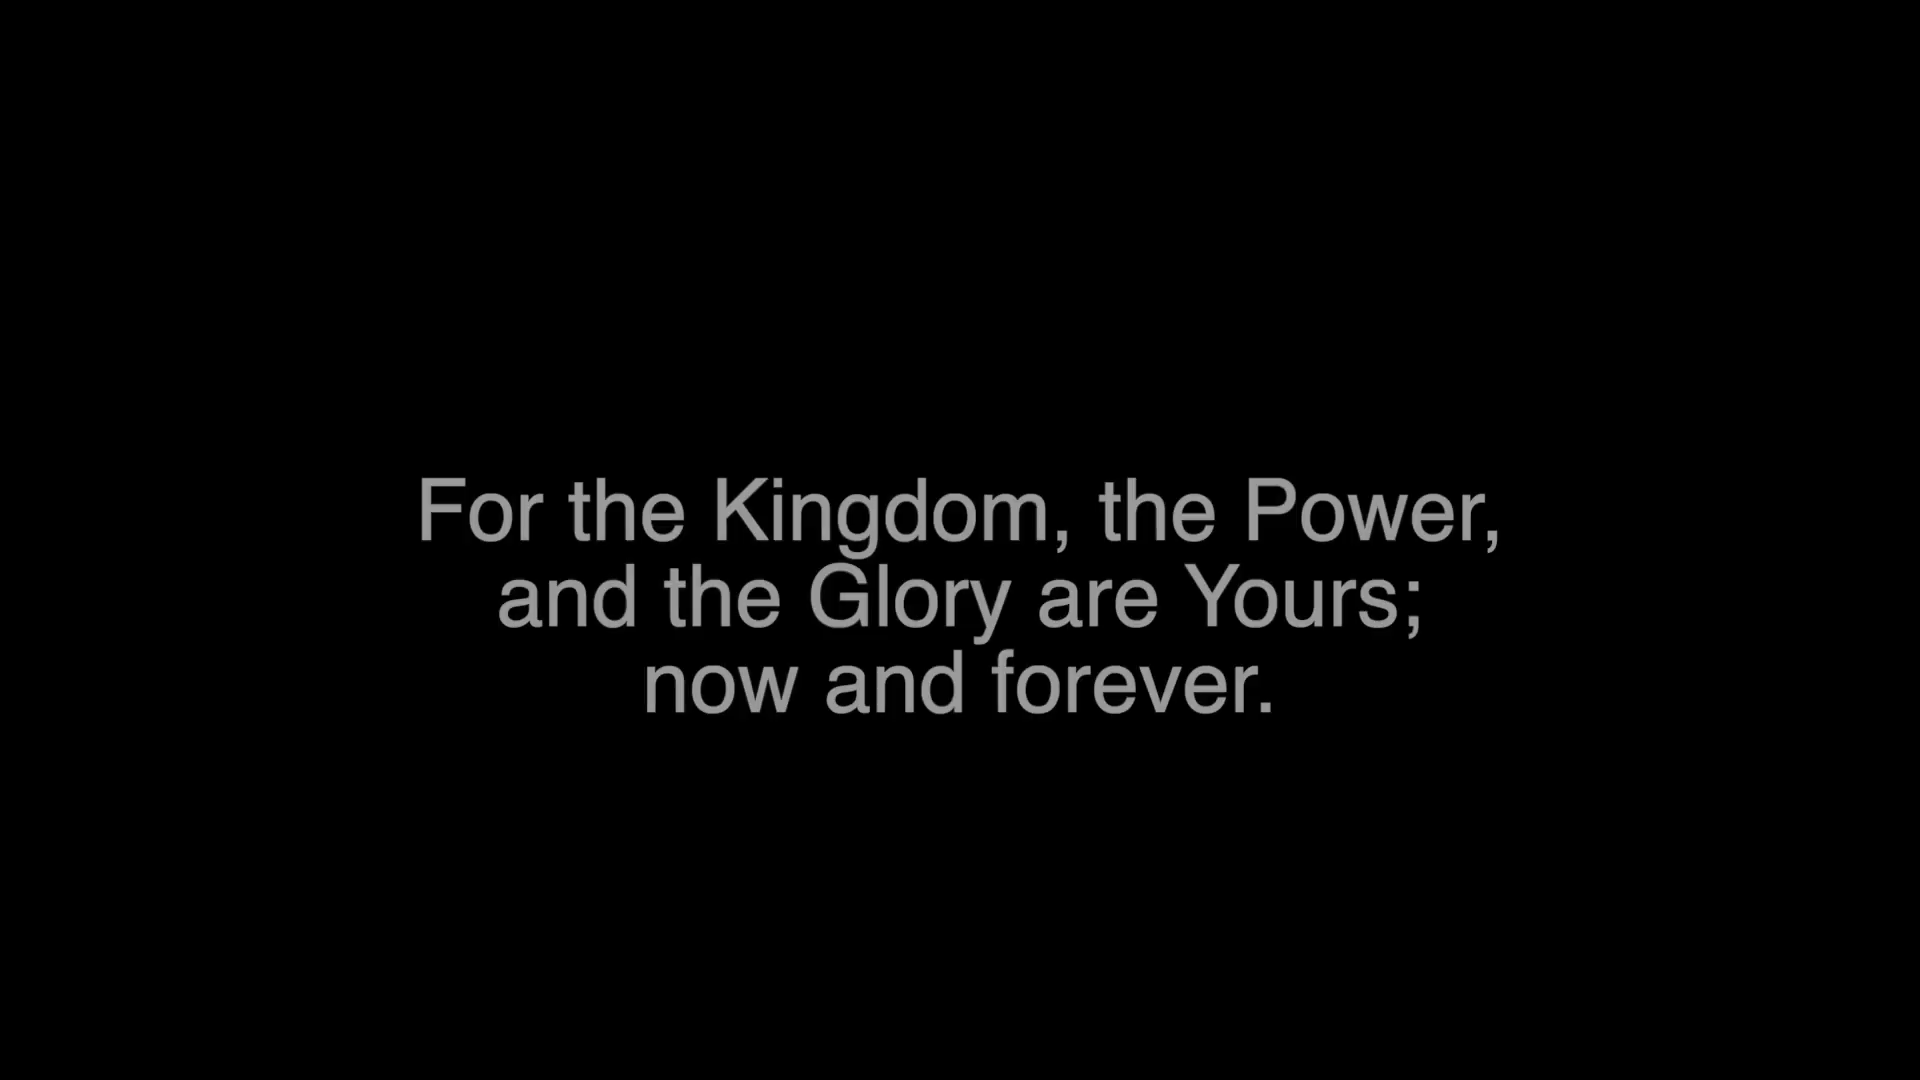 For the Kingdom, the Power,
and the Glory are Yours;
now and forever.